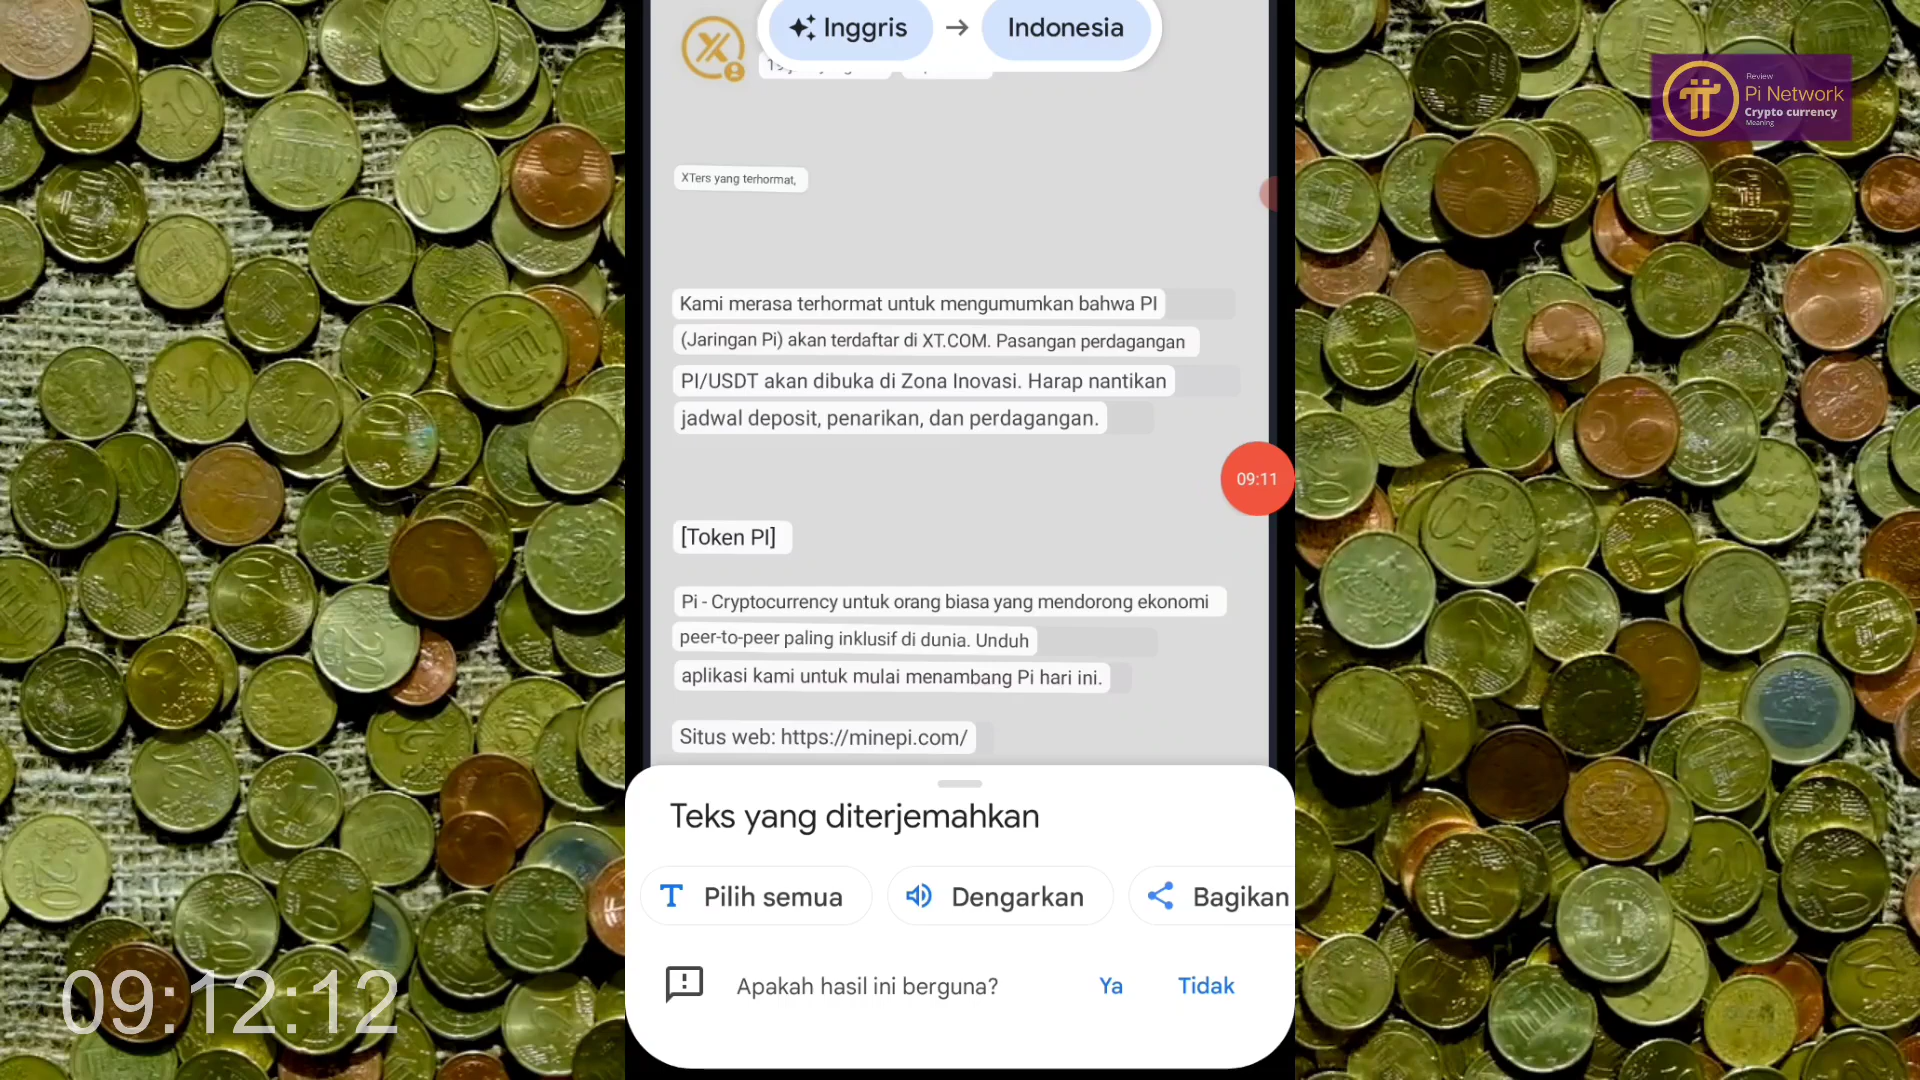 Inggris → Indonesia
Review
Pi Network
Crypto currency
Meaning
XTers yang terhormat,
Kami merasa terhormat untuk mengumumkan bahwa PI
(Jaringan Pi) akan terdaftar di XT.COM. Pasangan perdagangan
PI/USDT akan dibuka di Zona Inovasi. Harap nantikan
jadwal deposit, penarikan, dan perdagangan.
09:11
[Token PI]
Pi - Cryptocurrency untuk orang biasa yang mendorong ekonomi
peer-to-peer paling inklusif di dunia. Unduh
aplikasi kami untuk mulai menambang Pi hari ini.
Situs web: https://minepi.com/
Teks yang diterjemahkan
Pilih semua Dengarkan Bagikan
Apakah hasil ini berguna? Ya Tidak
09:12:12